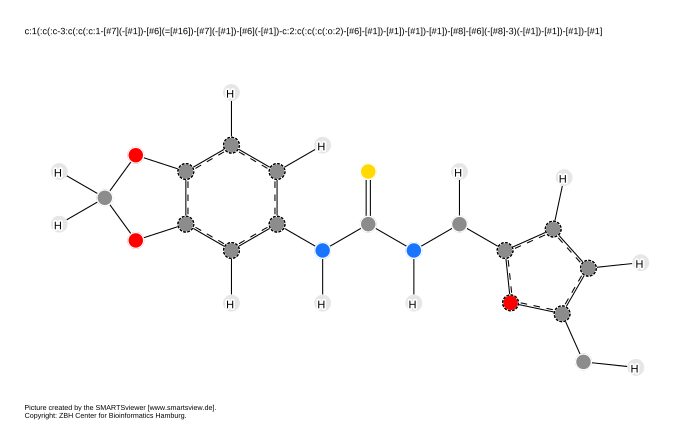 c:1(:c(:c-3:c(:c(:c:1-[#7](-[#1])-[#6](=[#16])-[#7](-[#1])-[#6](-[#1])-c:2:c(:c(:c(:o:2)-[#6]-[#1])-[#1])-[#1])-[#1])-[#8]-[#6](-[#8]-3)(-[#1])-[#1])-[#1])-[#1]
H
H
H
H
H
H
H
H
H
H
H
H
Picture created by the SMARTSviewer [www.smartsview.de].
Copyright: ZBH Center for Bioinformatics Hamburg.